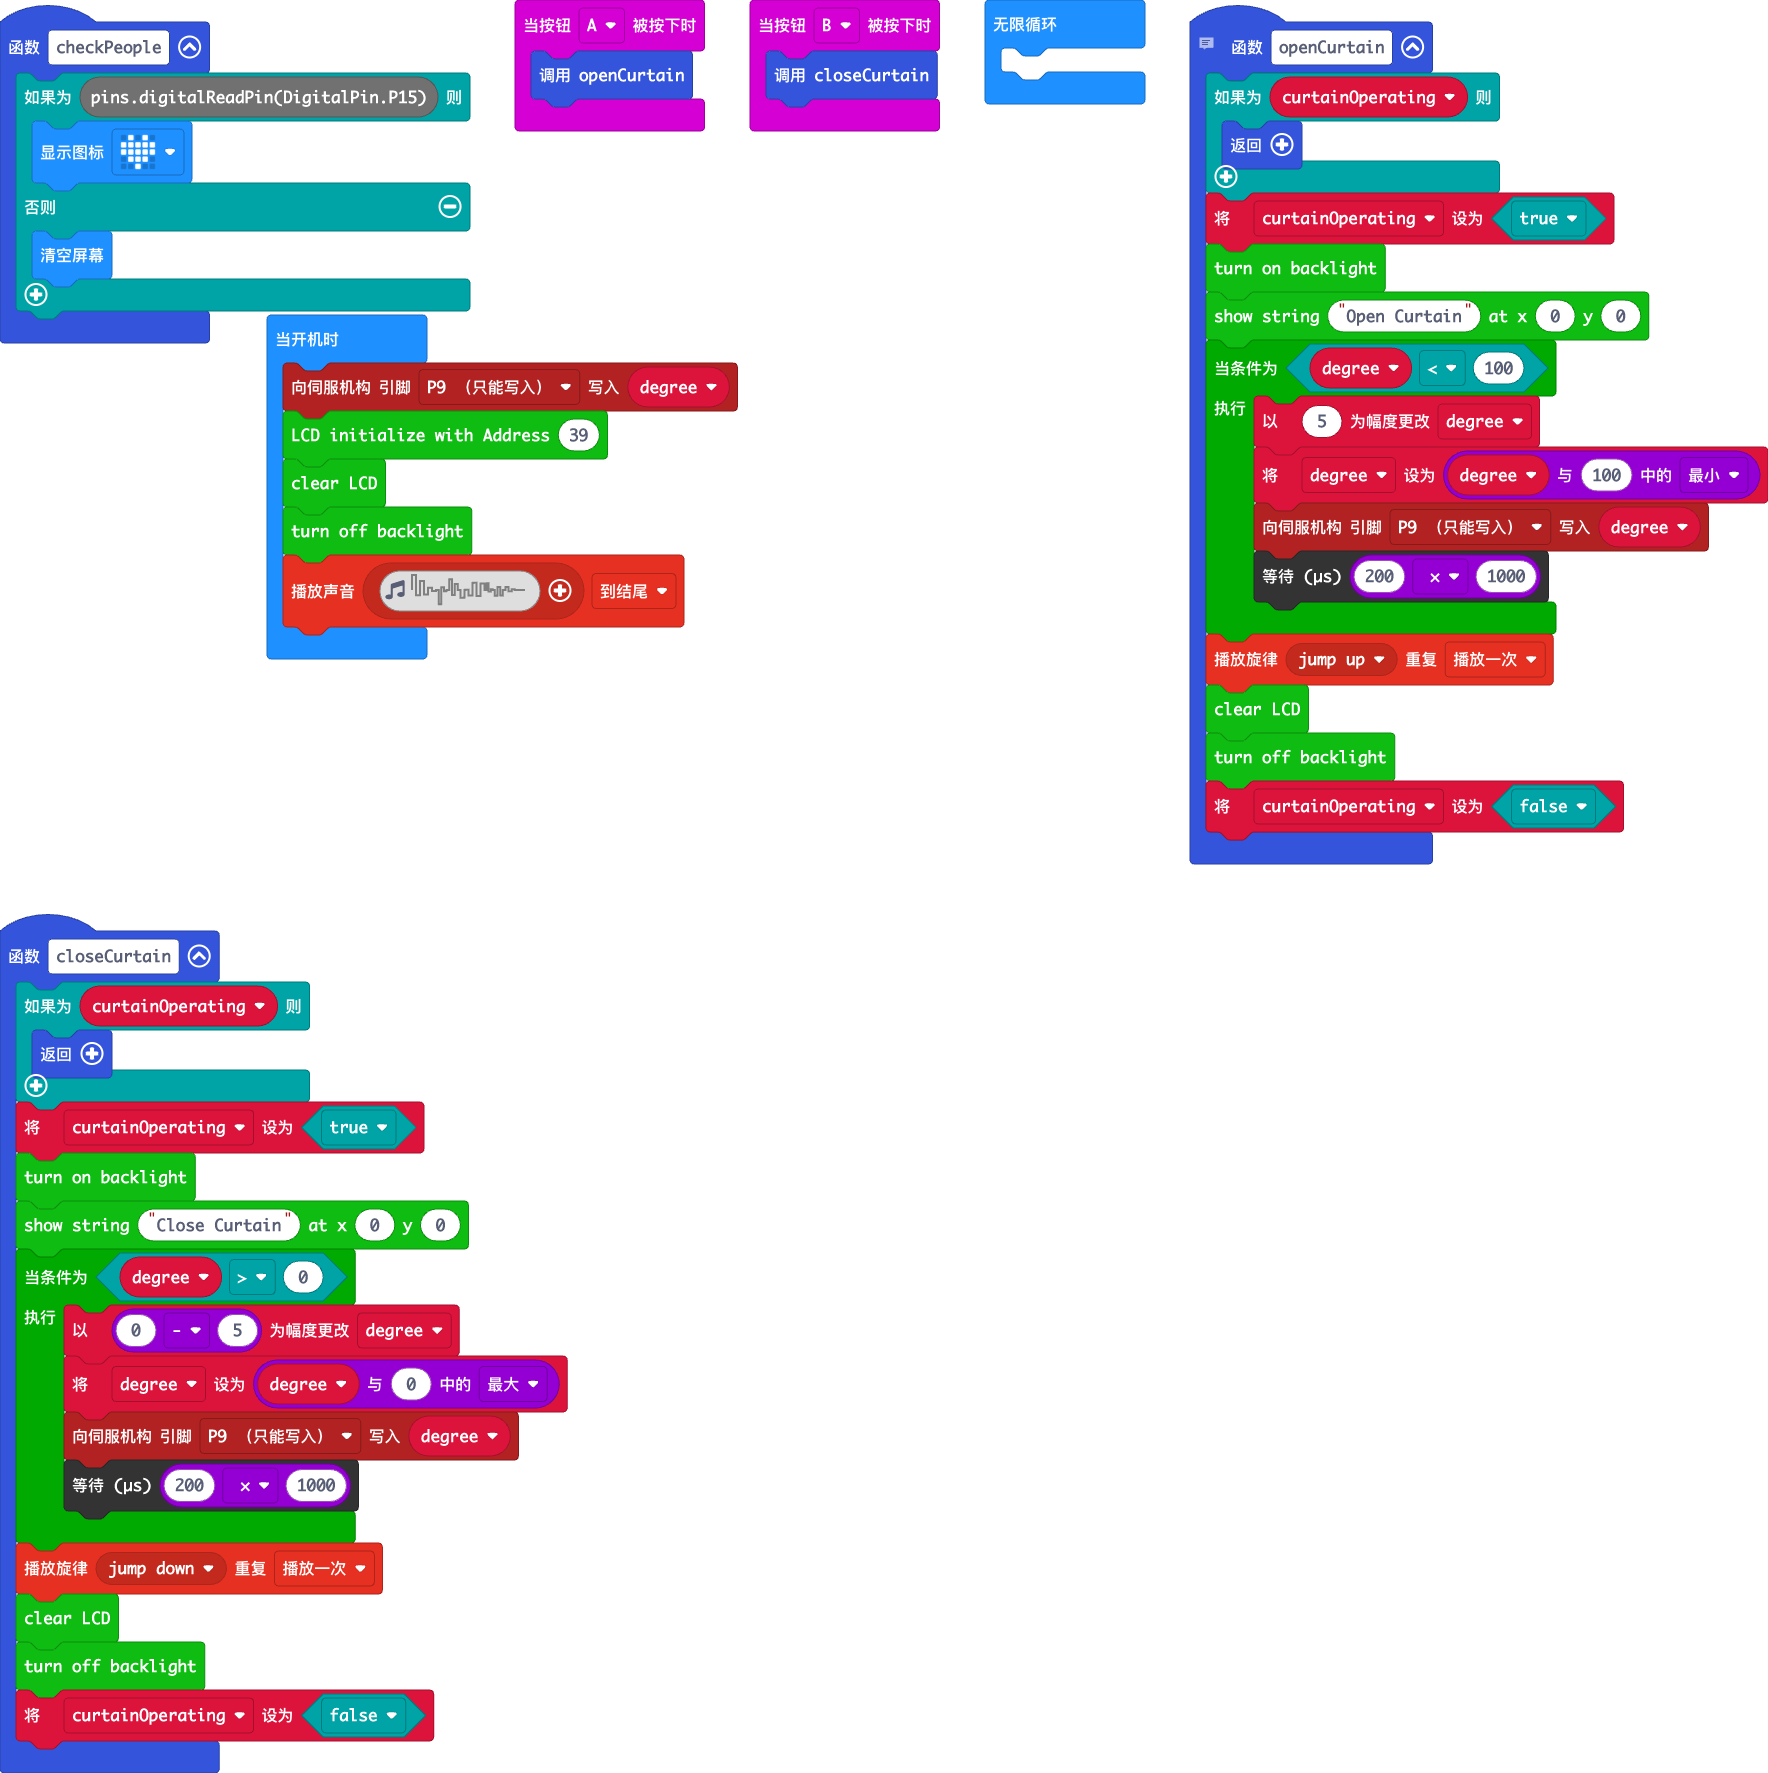 函数 checkPeople
如果为 pins.digitalReadPin(DigitalPin.P15) 则
显示图标
否则
清空屏幕
当按钮 A 被按下时
调用 openCurtain
当按钮 B 被按下时
调用 closeCurtain
无限循环
当开机时
向伺服机构 引脚 P9 (只能写入) 写入 degree
LCD initialize with Address 39
clear LCD
turn off backlight
播放声音 到结尾
函数 openCurtain
如果为 curtainOperating 则
返回
将 curtainOperating 设为 true
turn on backlight
show string "Open Curtain" at x 0 y 0
当条件为 degree < 100
执行
以 5 为幅度更改 degree
将 degree 设为 degree 与 100 中的 最小
向伺服机构 引脚 P9 (只能写入) 写入 degree
等待 (µs) 200 × 1000
播放旋律 jump up 重复 播放一次
clear LCD
turn off backlight
将 curtainOperating 设为 false
函数 closeCurtain
如果为 curtainOperating 则
返回
将 curtainOperating 设为 true
turn on backlight
show string "Close Curtain" at x 0 y 0
当条件为 degree > 0
执行
以 0 - 5 为幅度更改 degree
将 degree 设为 degree 与 0 中的 最大
向伺服机构 引脚 P9 (只能写入) 写入 degree
等待 (µs) 200 × 1000
播放旋律 jump down 重复 播放一次
clear LCD
turn off backlight
将 curtainOperating 设为 false